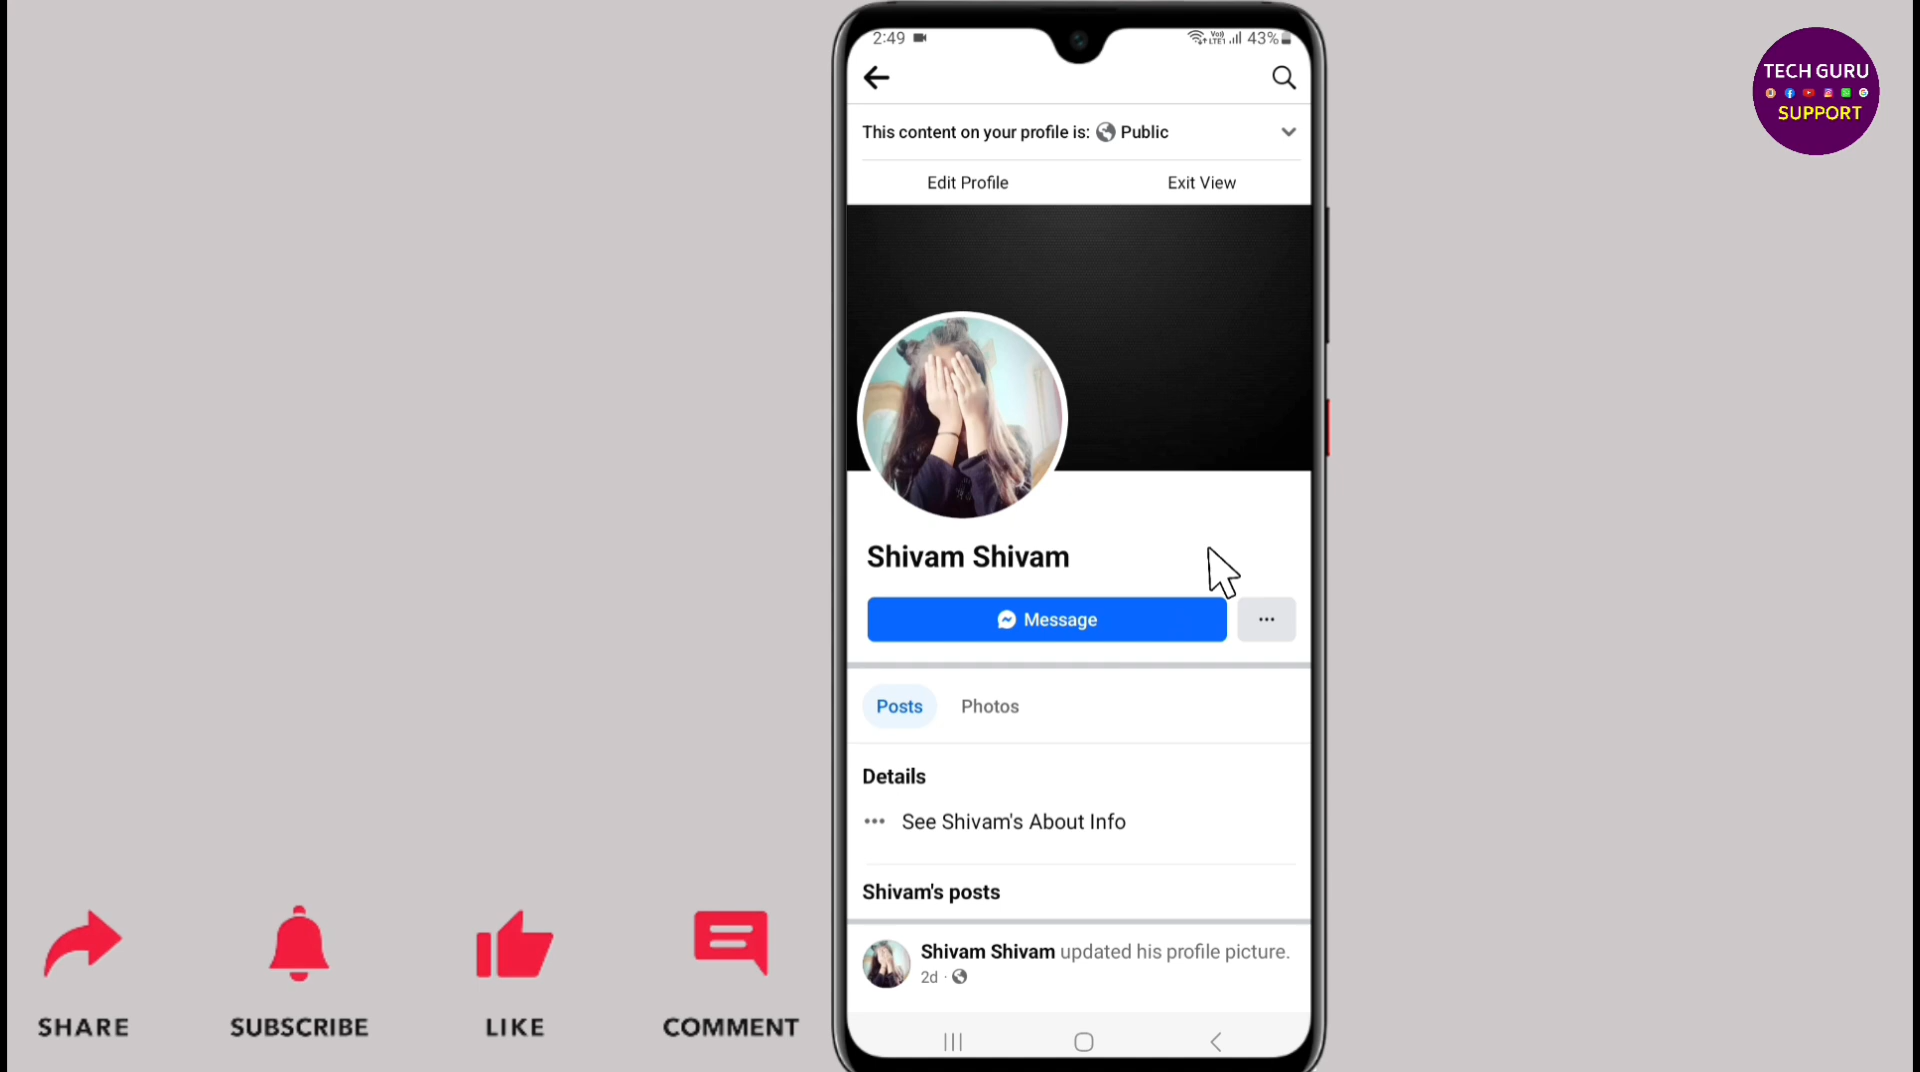 2:49
Vo)
LTE1
43%
TECH GURU
SUPPORT
This content on your profile is: Public
Edit Profile
Exit View
Shivam Shivam
Message
Posts
Photos
Details
See Shivam's About Info
Shivam's posts
Shivam Shivam updated his profile picture.
2d ·
SHARE
SUBSCRIBE
LIKE
COMMENT